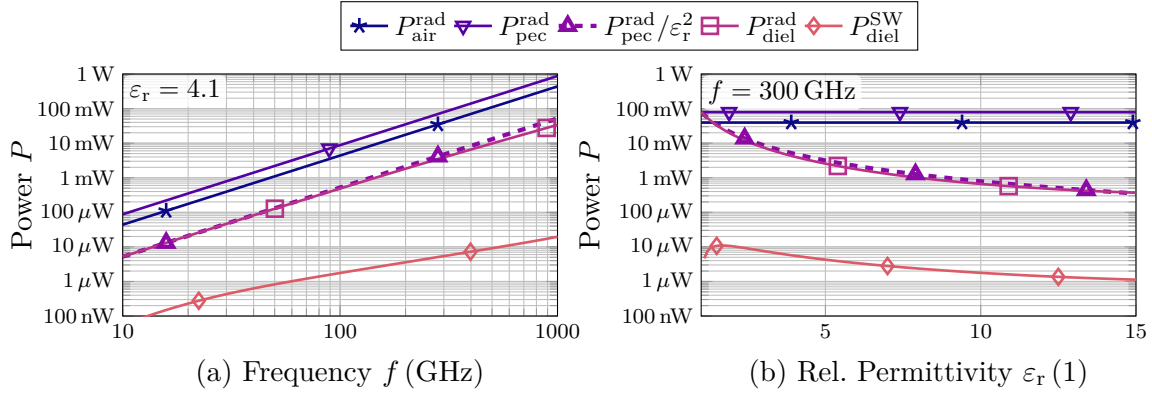 P_air^rad P_pec^rad P_pec^rad/ε_r^2 P_diel^rad P_diel^SW
Power P
1 W
100 mW
10 mW
1 mW
100 μW
10 μW
1 μW
100 nW
ε_r = 4.1
10 100 1000
(a) Frequency f (GHz)
Power P
1 W
100 mW
10 mW
1 mW
100 μW
10 μW
1 μW
100 nW
f = 300 GHz
5 10 15
(b) Rel. Permittivity ε_r (1)